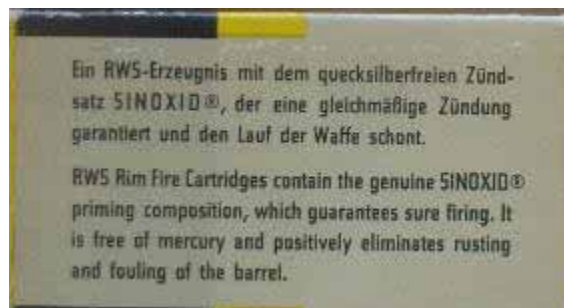 Ein RWS-Erzeugnis mit dem quecksilberfreien Zünd-
satz SINOXID®, der eine gleichmäßige Zündung
garantiert und den Lauf der Waffe schont.
RWS Rim Fire Cartridges contain the genuine SINOXID®
priming composition, which guarantees sure firing. It
is free of mercury and positively eliminates rusting
and fouling of the barrel.